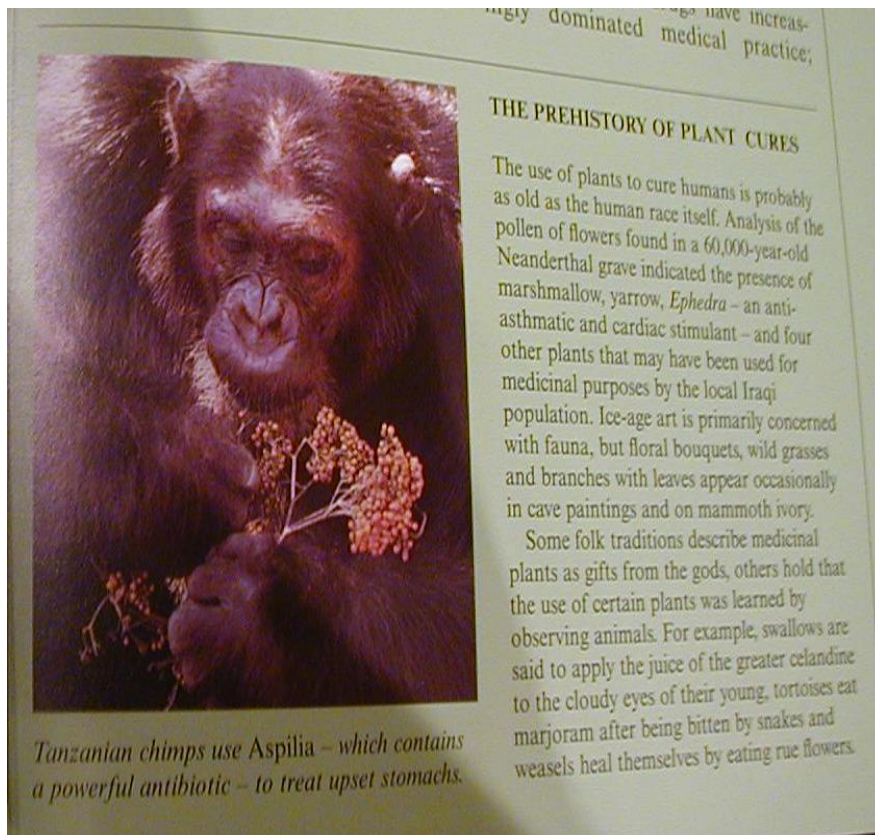 have increas-
dominated medical practice;
THE PREHISTORY OF PLANT CURES
The use of plants to cure humans is probably
as old as the human race itself. Analysis of the
pollen of flowers found in a 60,000-year-old
Neanderthal grave indicated the presence of
marshmallow, yarrow, Ephedra – an anti-
asthmatic and cardiac stimulant – and four
other plants that may have been used for
medicinal purposes by the local Iraqi
population. Ice-age art is primarily concerned
with fauna, but floral bouquets, wild grasses
and branches with leaves appear occasionally
in cave paintings and on mammoth ivory.
Some folk traditions describe medicinal
plants as gifts from the gods, others hold that
the use of certain plants was learned by
observing animals. For example, swallows are
said to apply the juice of the greater celandine
to the cloudy eyes of their young, tortoises eat
marjoram after being bitten by snakes and
weasels heal themselves by eating rue flowers.
Tanzanian chimps use Aspilia – which contains
a powerful antibiotic – to treat upset stomachs.